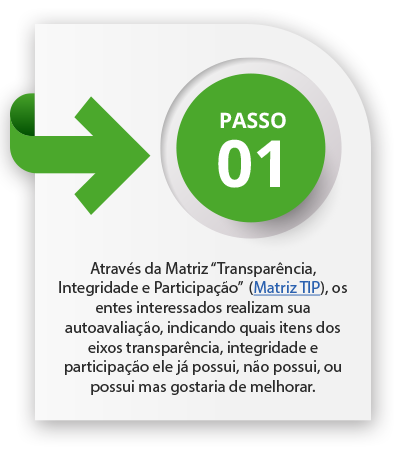 PASSO
01
Através da Matriz “Transparência,
Integridade e Participação” (Matriz TIP), os
entes interessados realizam sua
autoavaliação, indicando quais itens dos
eixos transparência, integridade e
participação ele já possui, não possui, ou
possui mas gostaria de melhorar.